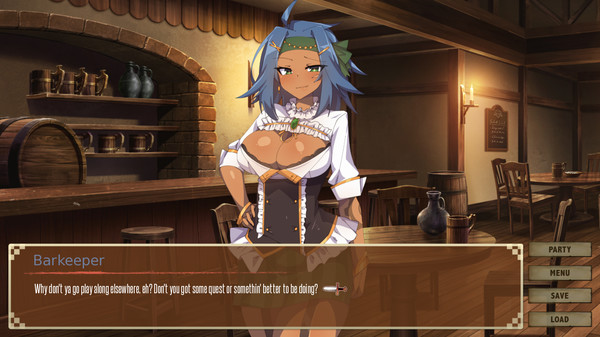 Barkeeper
Why don't ya go play along elsewhere, eh? Don't you got some quest or somethin' better to be doing?
PARTY
MENU
SAVE
LOAD